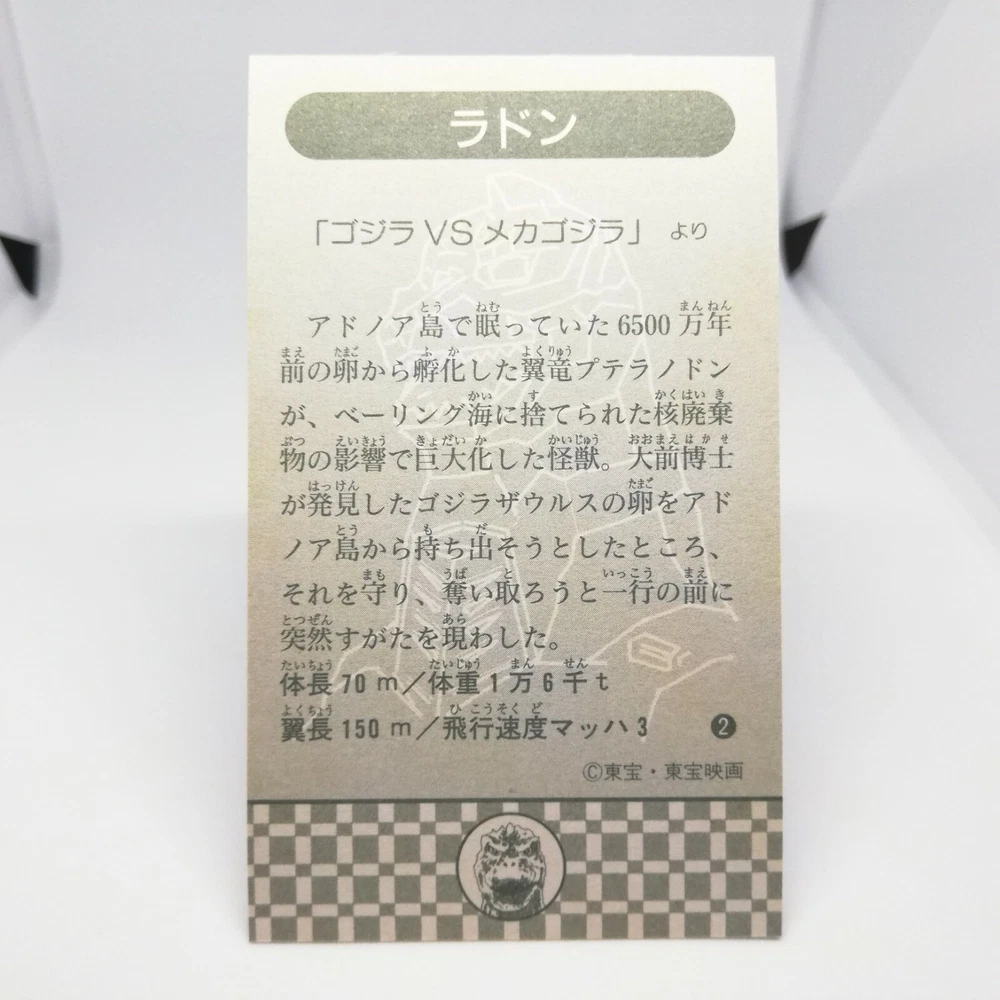 ラドン
「ゴジラVSメカゴジラ」 より
アドノア島で眠っていた6500万年
前の卵から孵化した翼竜プテラノドン
が、ベーリング海に捨てられた核廃棄
物の影響で巨大化した怪獣。大前博士
が発見したゴジラザウルスの卵をアド
ノア島から持ち出そうとしたところ、
それを守り、奪い取ろうと一行の前に
突然すがたを現わした。
体長70m／体重1万6千t
翼長150m／飛行速度マッハ3
2
©東宝・東宝映画